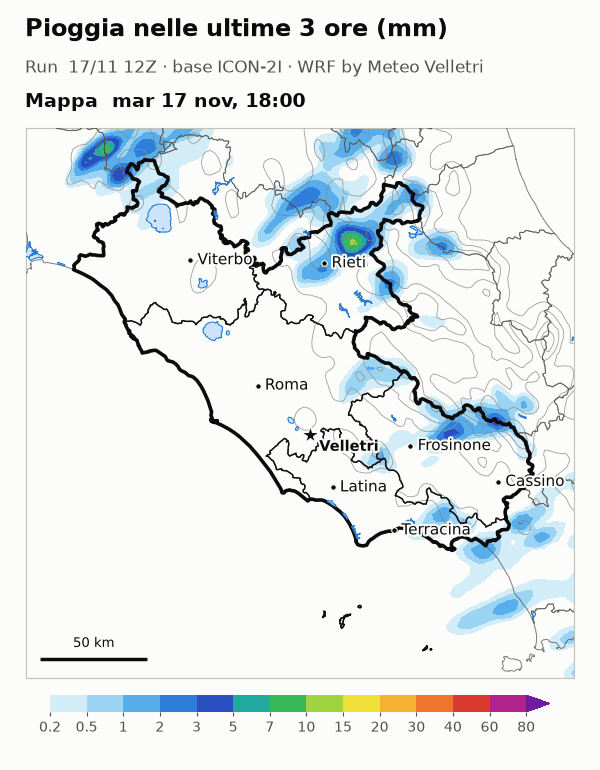 Pioggia nelle ultime 3 ore (mm)
Run  17/11 12Z · base ICON-2I · WRF by Meteo Velletri
Mappa  mar 17 nov, 18:00
Viterbo
Rieti
Roma
Velletri
Frosinone
Latina
Cassino
Terracina
50 km
0.2 0.5 1 2 3 5 7 10 15 20 30 40 60 80